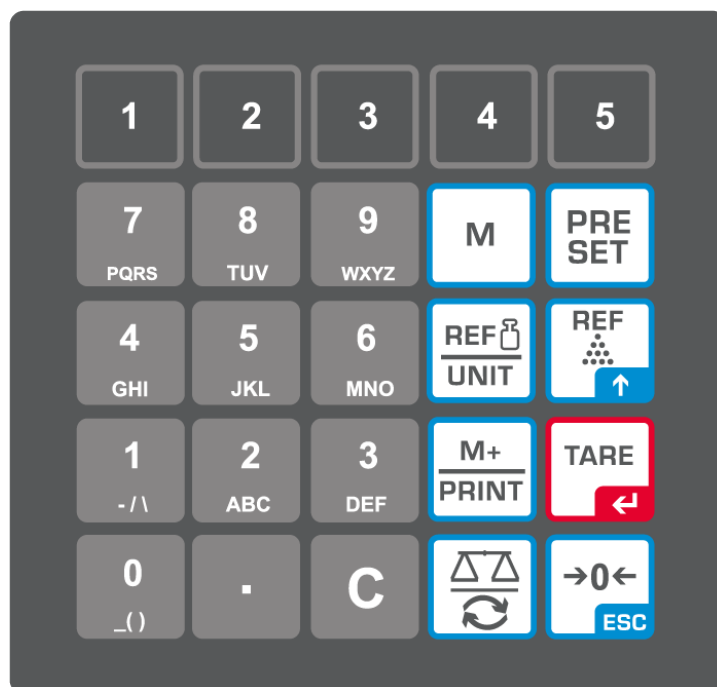 1 2 3 4 5
7 8 9 M PRE
PQRS TUV WXYZ SET
4 5 6 REF REF
GHI JKL MNO UNIT ↑
1 2 3 M+ TARE
-/\ ABC DEF PRINT ↵
0 . C →0←
_() ESC